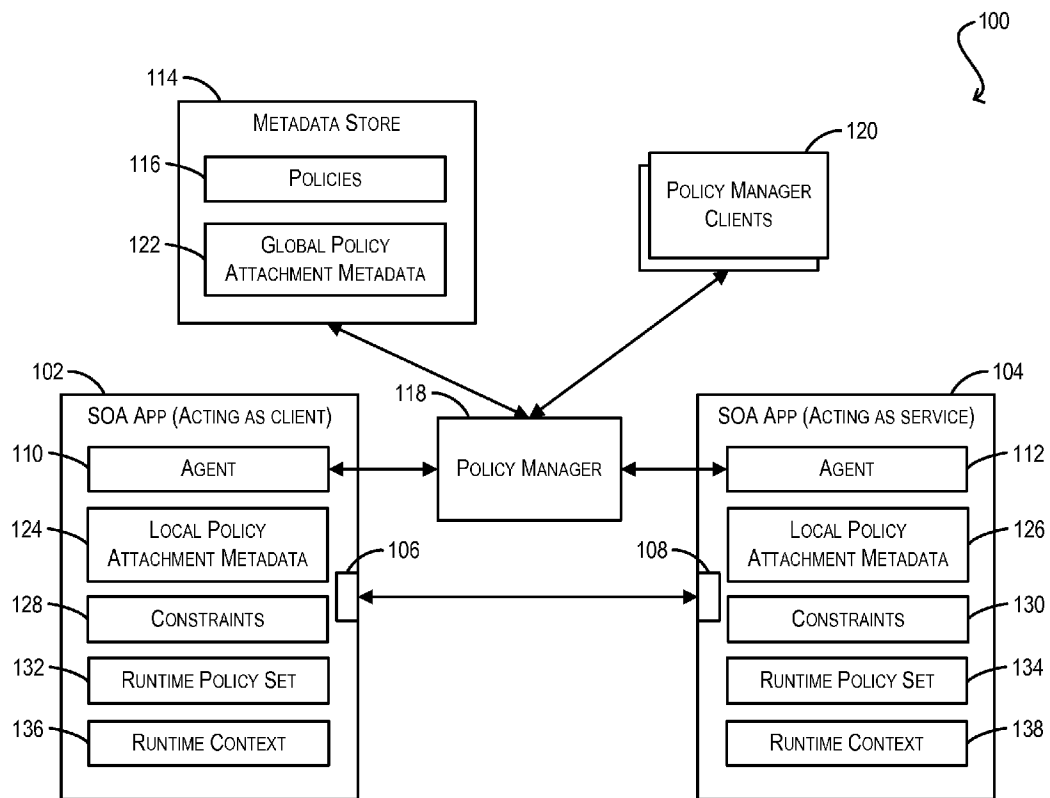 100
114
METADATA STORE
116
POLICIES
122
GLOBAL POLICY
ATTACHMENT METADATA
120
POLICY MANAGER
CLIENTS
102
SOA APP (ACTING AS CLIENT)
110
AGENT
124
LOCAL POLICY
ATTACHMENT METADATA
106
128
CONSTRAINTS
132
RUNTIME POLICY SET
136
RUNTIME CONTEXT
118
POLICY MANAGER
104
SOA APP (ACTING AS SERVICE)
AGENT
112
LOCAL POLICY
ATTACHMENT METADATA
126
108
CONSTRAINTS
130
RUNTIME POLICY SET
134
RUNTIME CONTEXT
138